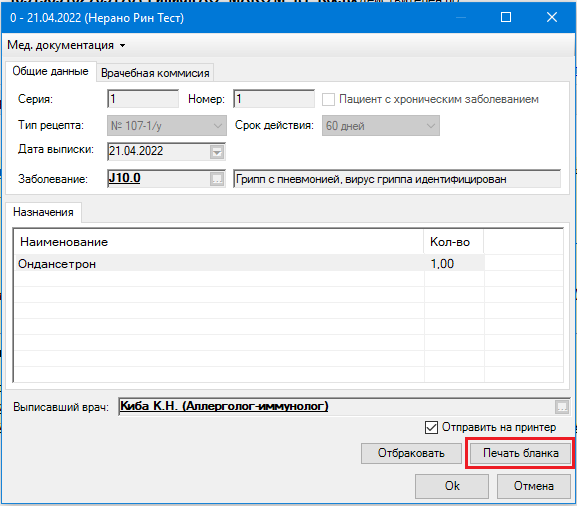 0 - 21.04.2022 (Нерано Рин Тест)
Мед. документация
Общие данные Врачебная коммисия
Серия: 1 Номер: 1 Пациент с хроническим заболеванием
Тип рецепта: № 107-1/у Срок действия: 60 дней
Дата выписки: 21.04.2022
Заболевание: J10.0 ... Грипп с пневмонией, вирус гриппа идентифицирован
Назначения
Наименование Кол-во
Ондансетрон 1,00
Выписавший врач: Киба К.Н. (Аллерголог-иммунолог) ...
Отправить на принтер
Отбраковать Печать бланка
Ok Отмена